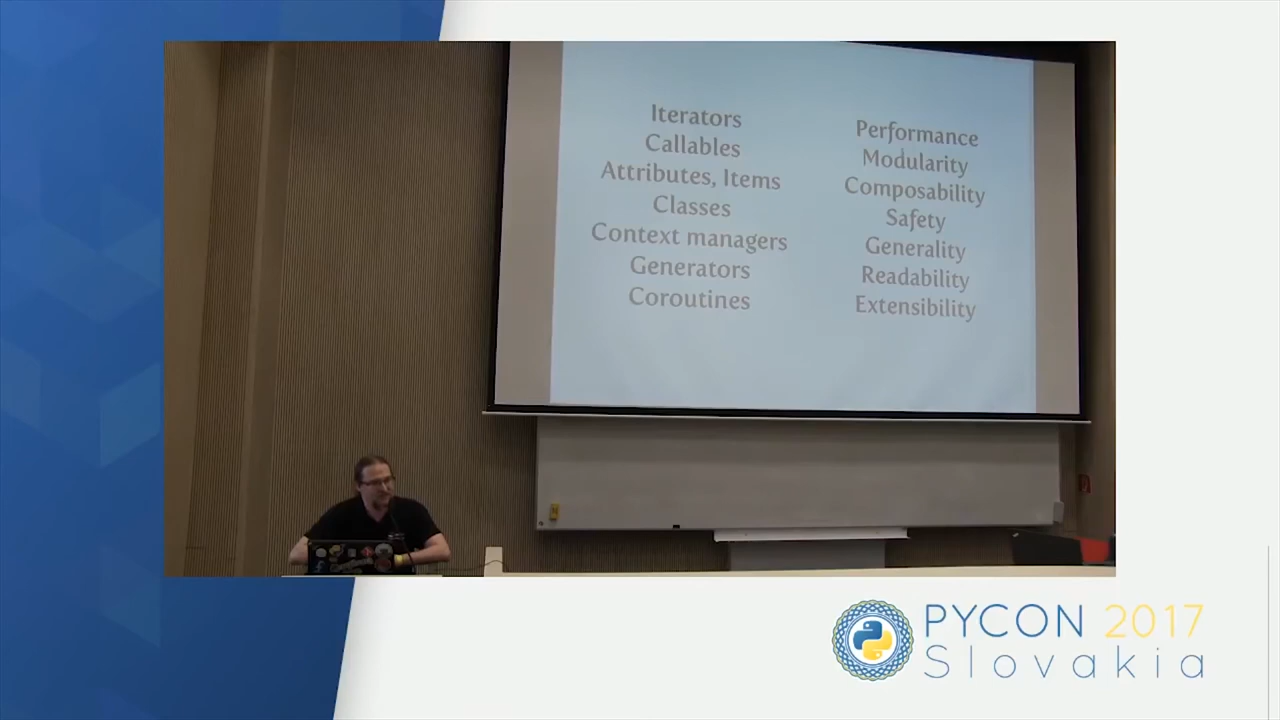 Iterators
Callables
Attributes, Items
Classes
Context managers
Generators
Coroutines
Performance
Modularity
Composability
Safety
Generality
Readability
Extensibility
PYCON 2017
Slovakia